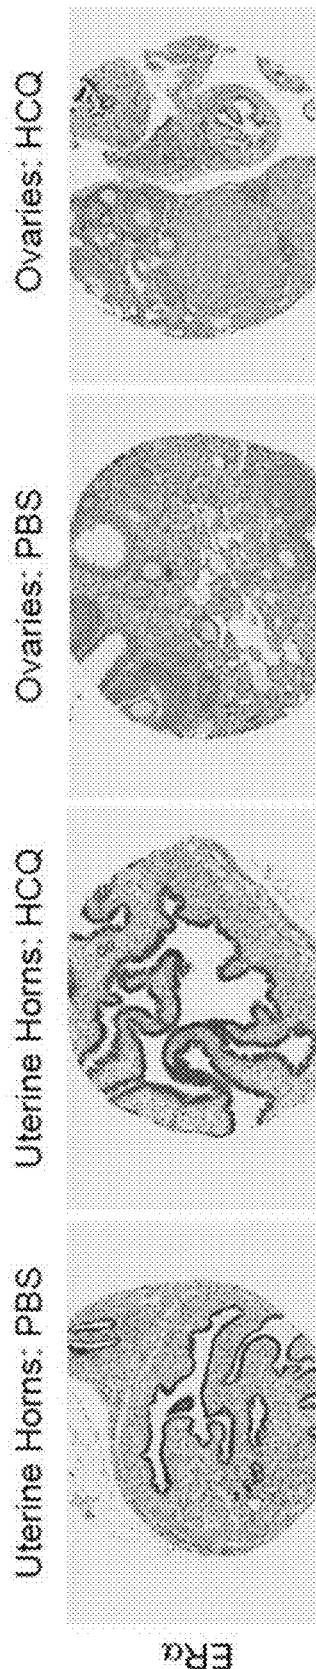 Uterine Horns: PBS
Uterine Horns: HCQ
Ovaries: PBS
Ovaries: HCQ
ERα